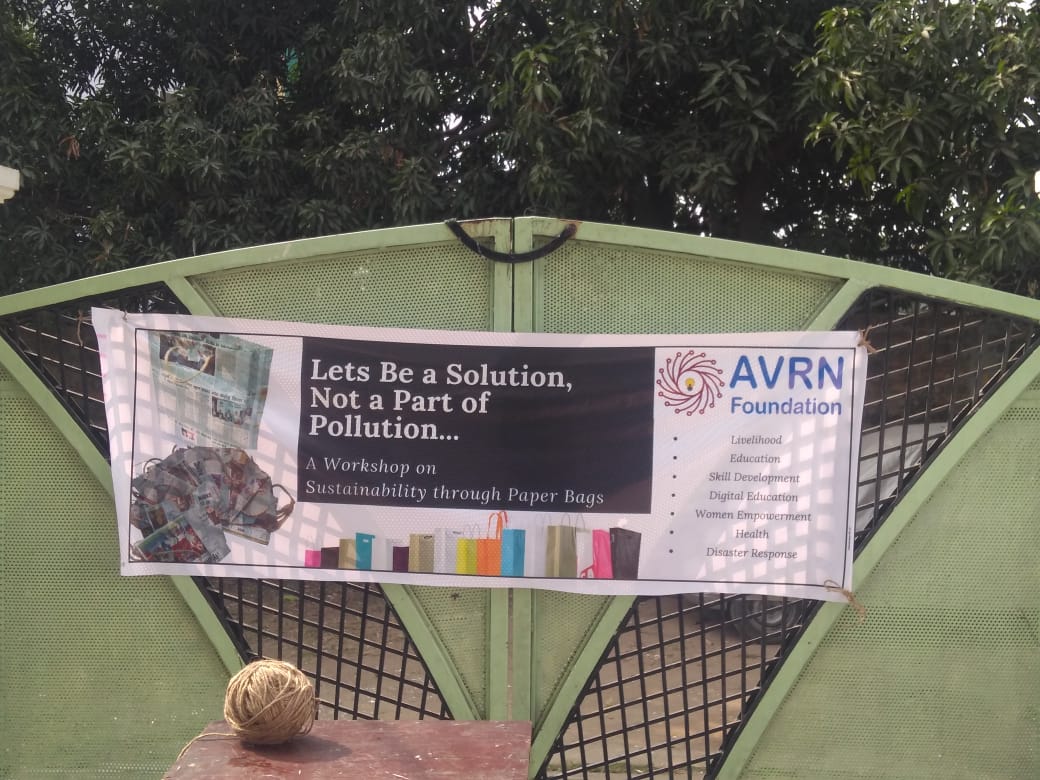 Lets Be a Solution,
Not a Part of
Pollution...
A Workshop on
Sustainability through Paper Bags
AVRN
Foundation
• Livelihood
• Education
• Skill Development
• Digital Education
• Women Empowerment
• Health
• Disaster Response